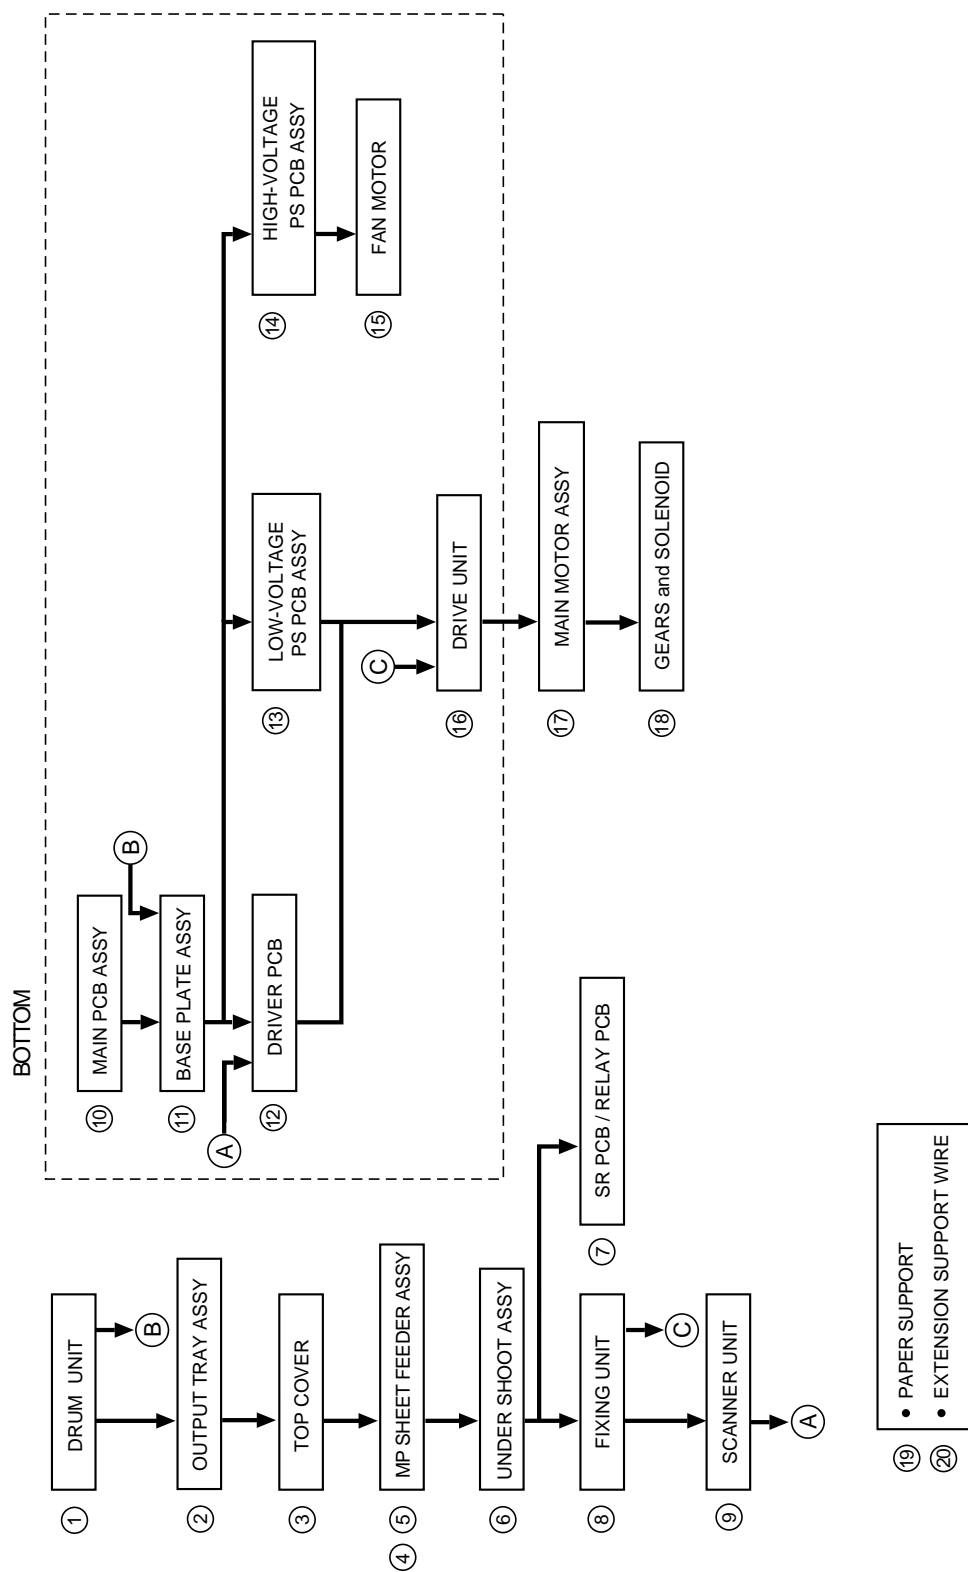 1
DRUM UNIT
B
2
OUTPUT TRAY ASSY
3
TOP COVER
4 5
MP SHEET FEEDER ASSY
6
UNDER SHOOT ASSY
7
SR PCB / RELAY PCB
8
FIXING UNIT
C
9
SCANNER UNIT
A
BOTTOM
10
MAIN PCB ASSY
B
11
BASE PLATE ASSY
A
12
DRIVER PCB
13
LOW-VOLTAGE
PS PCB ASSY
14
HIGH-VOLTAGE
PS PCB ASSY
15
FAN MOTOR
C
16
DRIVE UNIT
17
MAIN MOTOR ASSY
18
GEARS and SOLENOID
19 • PAPER SUPPORT
20 • EXTENSION SUPPORT WIRE